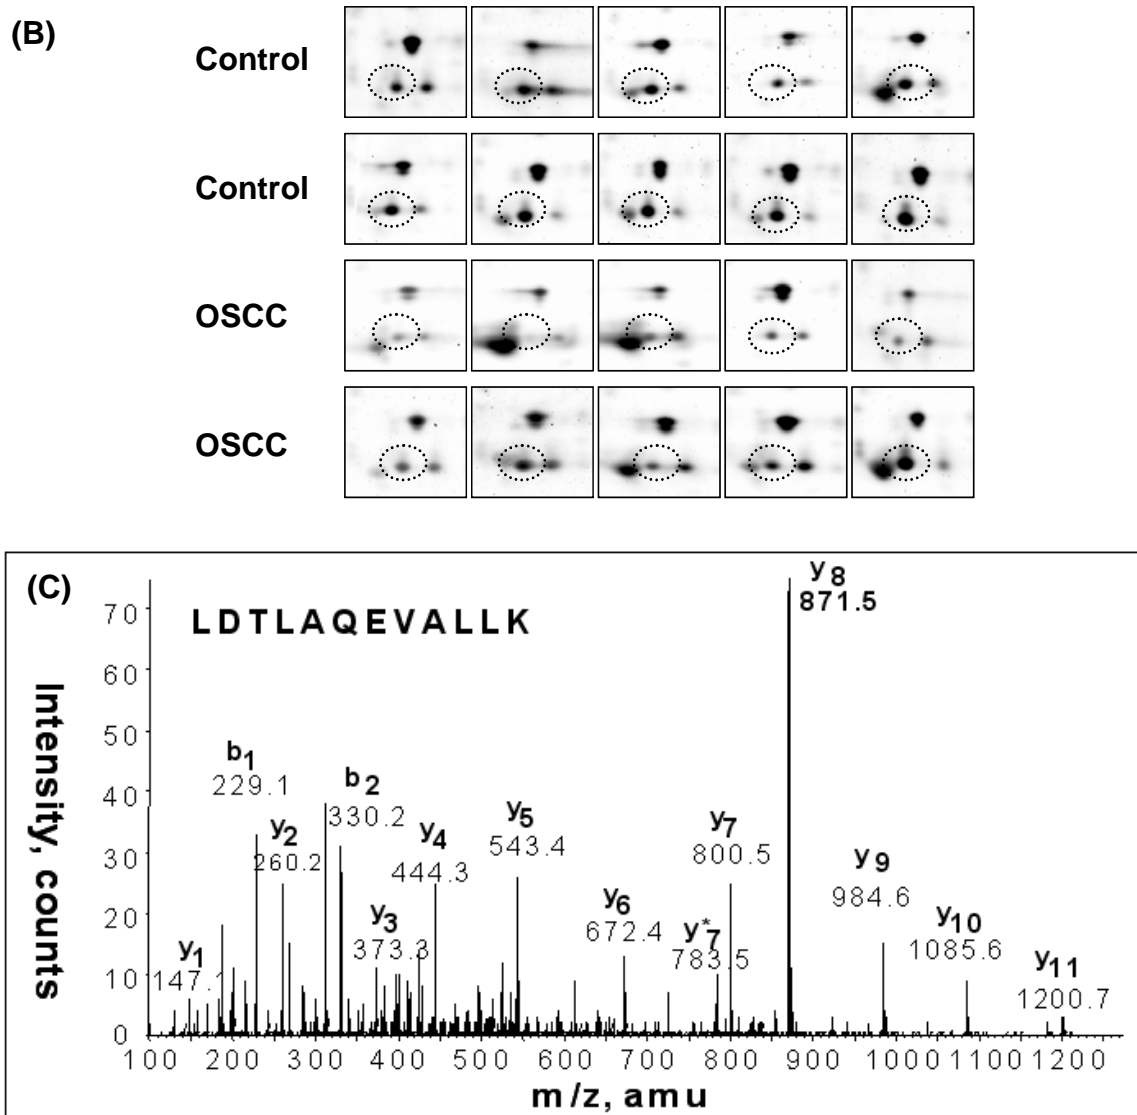 (B)
Control
Control
OSCC
OSCC
(C)
LDTLAQEVALLK
y8
871.5
b1
229.1
b2
330.2
y2
260.2
y4
444.3
y5
543.4
y7
800.5
y9
984.6
y3
373.3
y6
672.4
y*7
783.5
y10
1085.6
y1
147.1
y11
1200.7
70
60
50
40
30
20
10
0
Intensity, counts
100 200 300 400 500 600 700 800 900 1000 1100 1200
m/z, amu